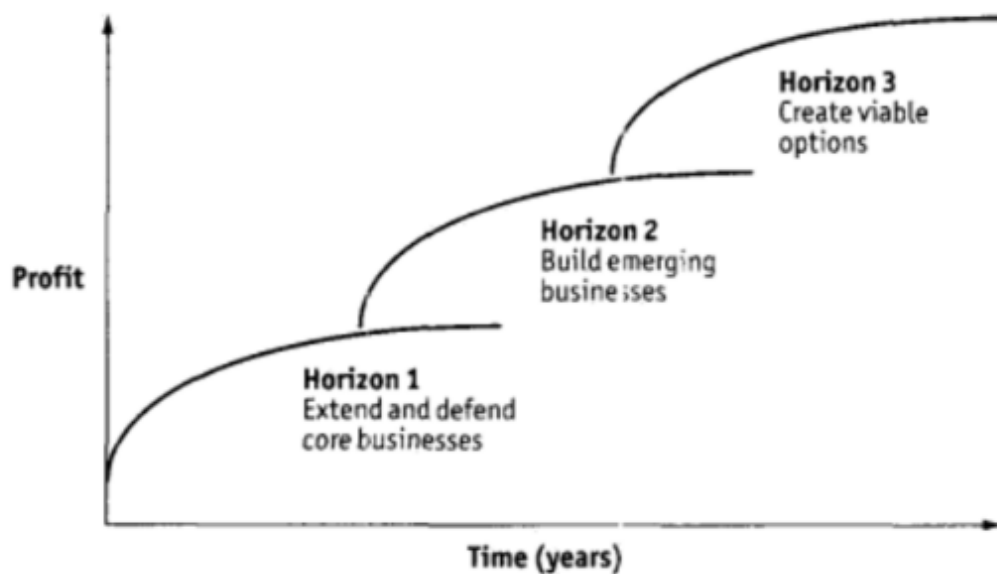 Horizon 3
Create viable
options
Horizon 2
Build emerging
businesses
Profit
Horizon 1
Extend and defend
core businesses
Time (years)